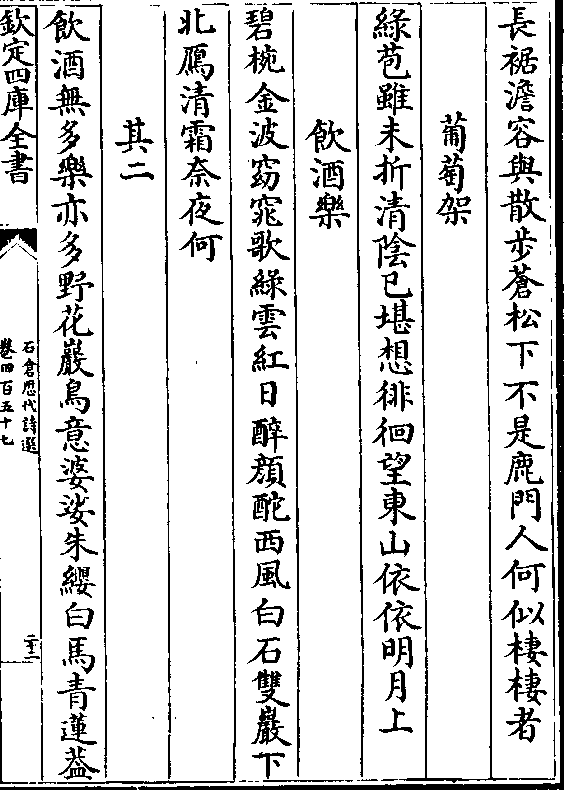 長裾澹容與散步蒼松下不是鹿門人何似棲棲者
葡萄架
綠苞雖未折清陰已堪想徘徊望東山依依明月上
飲酒樂
碧椀金波窈窕歌綠雲紅日醉顔酡西風白石雙巖下
北鴈清霜奈夜何
其二
飲酒無多樂亦多野花巖鳥意婆娑朱纓白馬青蓮葢
欽定四庫全書
石倉歷代詩選
卷四百五十七
二十二